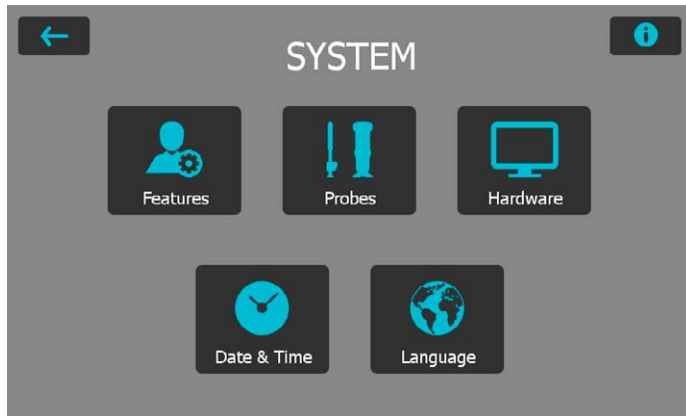 SYSTEM
Features
Probes
Hardware
Date & Time
Language